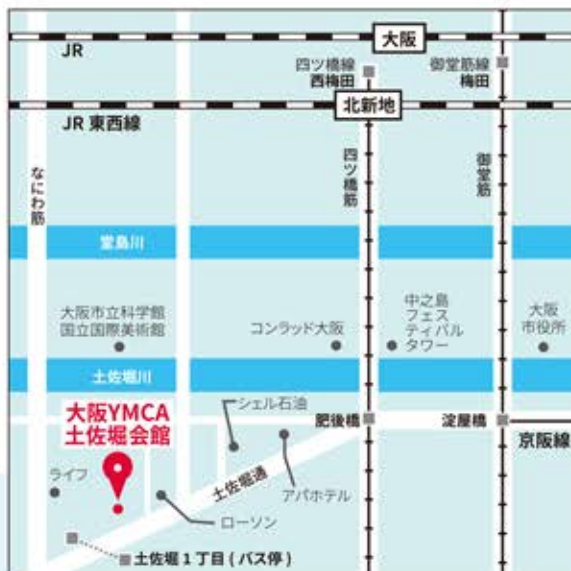 JR
大阪
四ツ橋線
西梅田
御堂筋線
梅田
北新地
JR 東西線
なにわ筋
四ツ橋筋
御堂筋
堂島川
大阪市立科学館
国立国際美術館
コンラッド大阪
中之島
フェス
ティバル
タワー
大阪
市役所
土佐堀川
大阪YMCA
土佐堀会館
シェル石油
肥後橋
淀屋橋
京阪線
ライフ
土佐堀通
アパホテル
ローソン
土佐堀 1 丁目 ( バス停 )